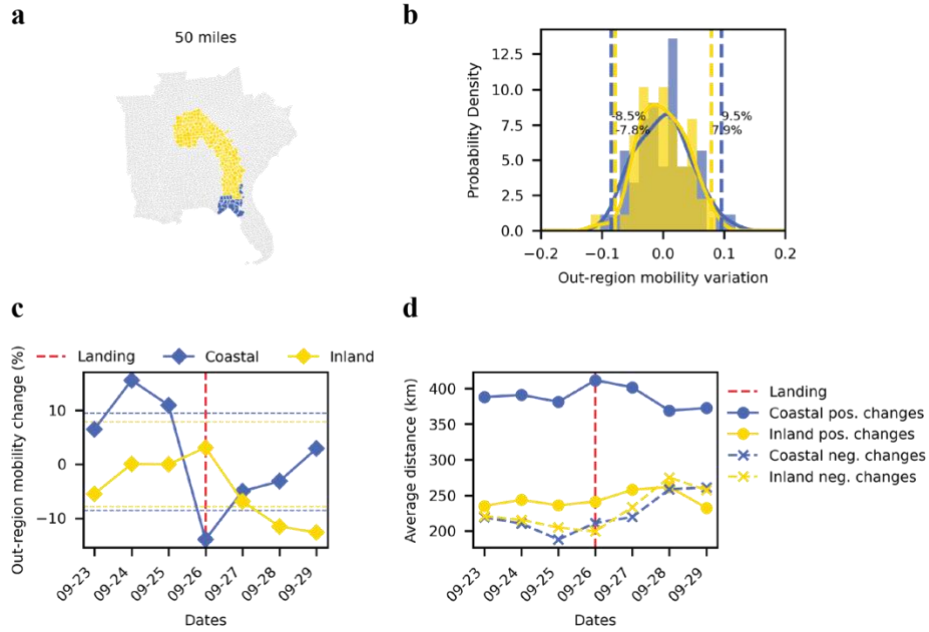 a
50 miles
b
Probability Density
12.5
10.0
7.5
5.0
2.5
0.0
-8.5%
-7.8%
9.5%
7.9%
−0.2 −0.1 0.0 0.1 0.2
Out-region mobility variation
c
Landing Coastal Inland
Out-region mobility change (%)
10
0
−10
09-23 09-24 09-25 09-26 09-27 09-28 09-29
Dates
d
Average distance (km)
400
350
300
250
200
09-23 09-24 09-25 09-26 09-27 09-28 09-29
Dates
Landing
Coastal pos. changes
Inland pos. changes
Coastal neg. changes
Inland neg. changes